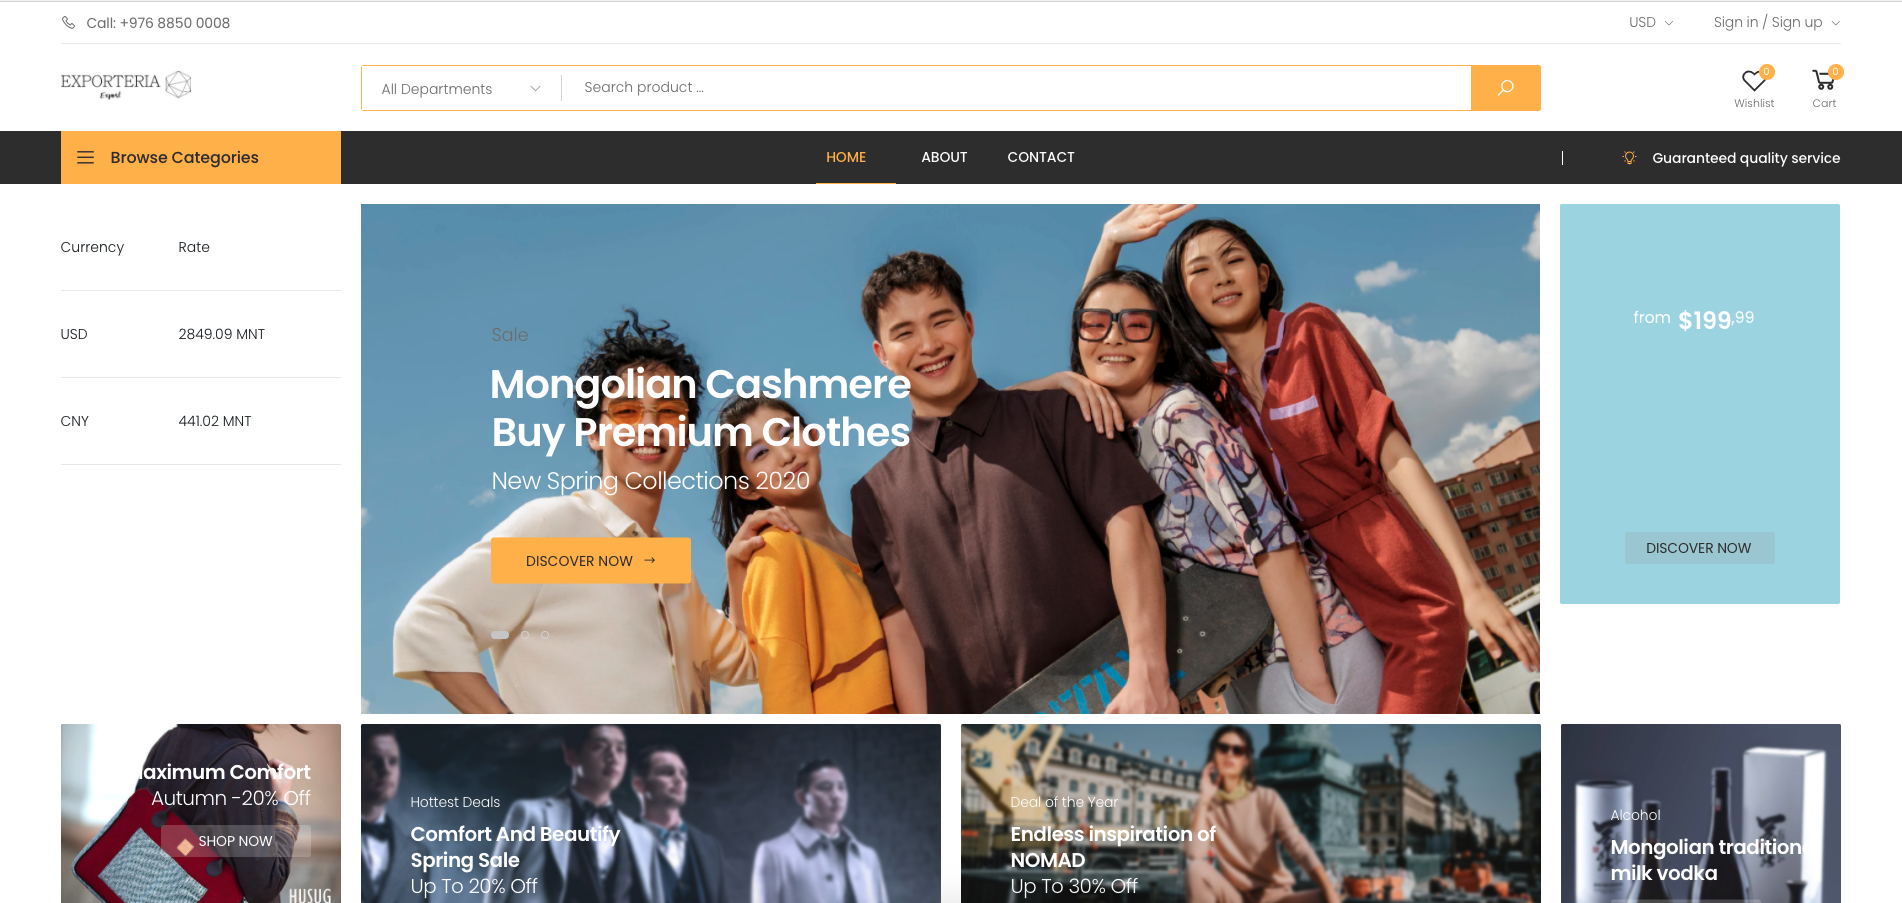 Call: +976 8850 0008
USD
Sign in / Sign up
EXPORTERIA
Export
All Departments
Search product ...
0
Wishlist
0
Cart
Browse Categories
HOME
ABOUT
CONTACT
Guaranteed quality service
Currency Rate
USD 2849.09 MNT
CNY 441.02 MNT
Sale
Mongolian Cashmere
Buy Premium Clothes
New Spring Collections 2020
DISCOVER NOW →
from $199,99
DISCOVER NOW
aximum Comfort
Autumn -20% Off
SHOP NOW
HUSUG
Hottest Deals
Comfort And Beautify
Spring Sale
Up To 20% Off
Deal of the Year
Endless inspiration of
NOMAD
Up To 30% Off
Alcohol
Mongolian tradition
milk vodka